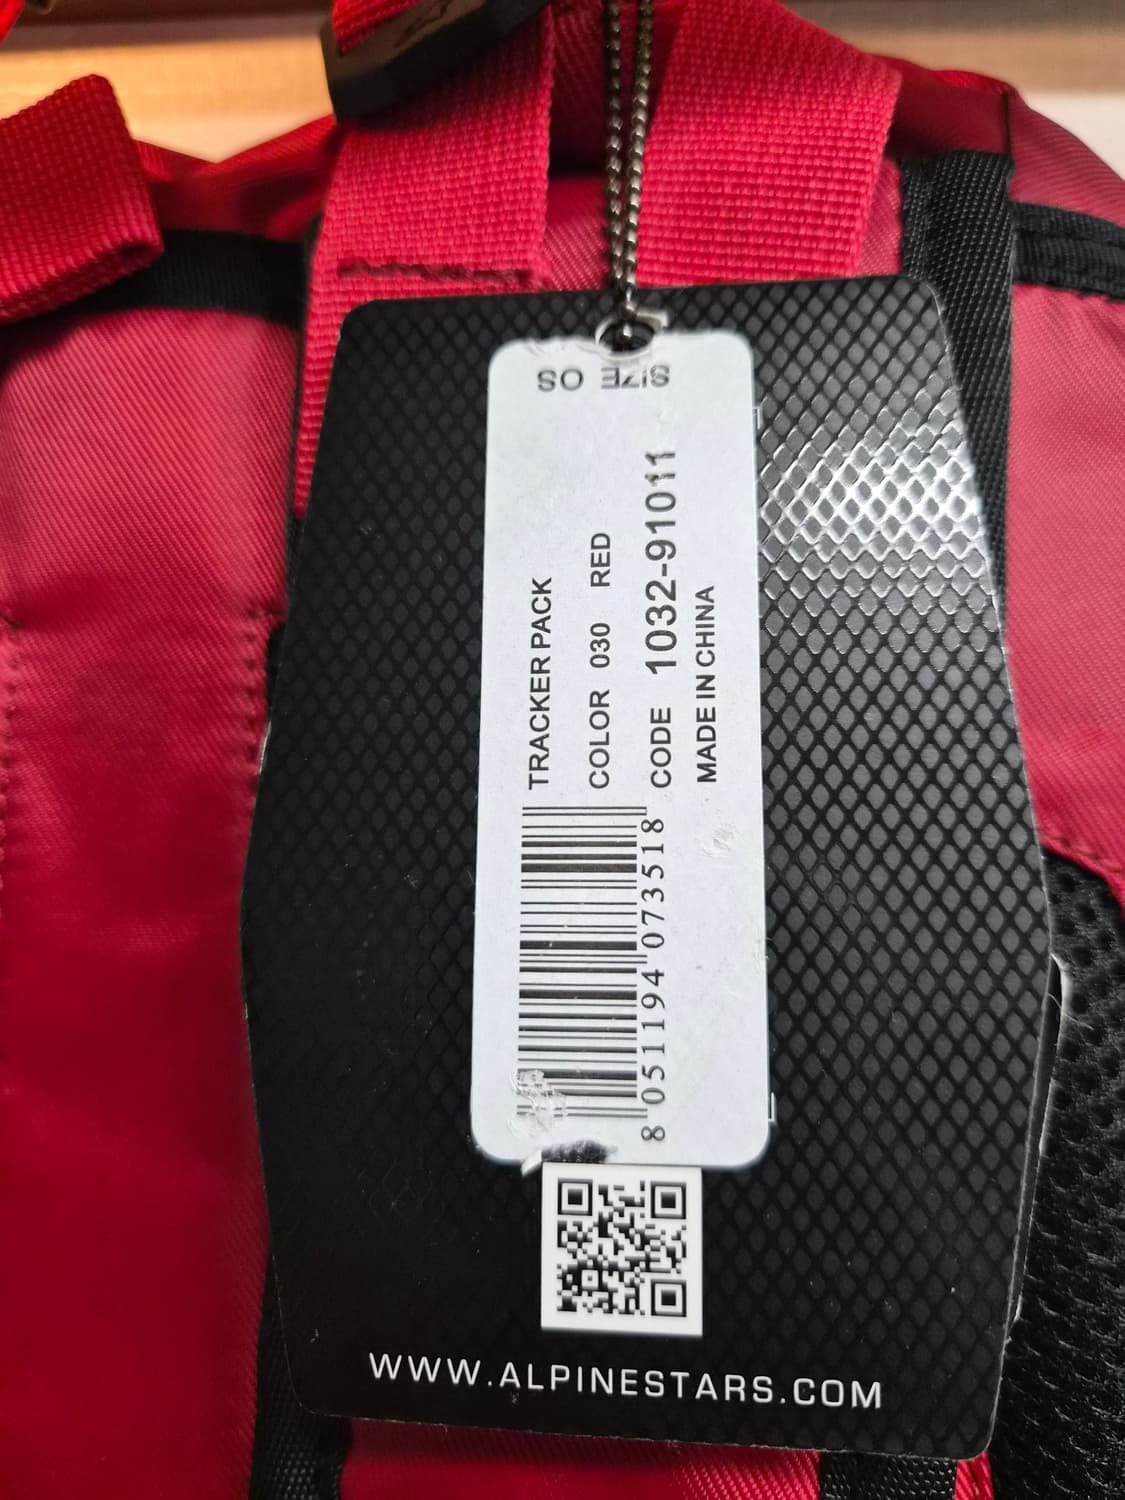 SIZE OS
TRACKER PACK
COLOR 030 RED
CODE 1032-91011
MADE IN CHINA
8 051194 073518
WWW.ALPINESTARS.COM